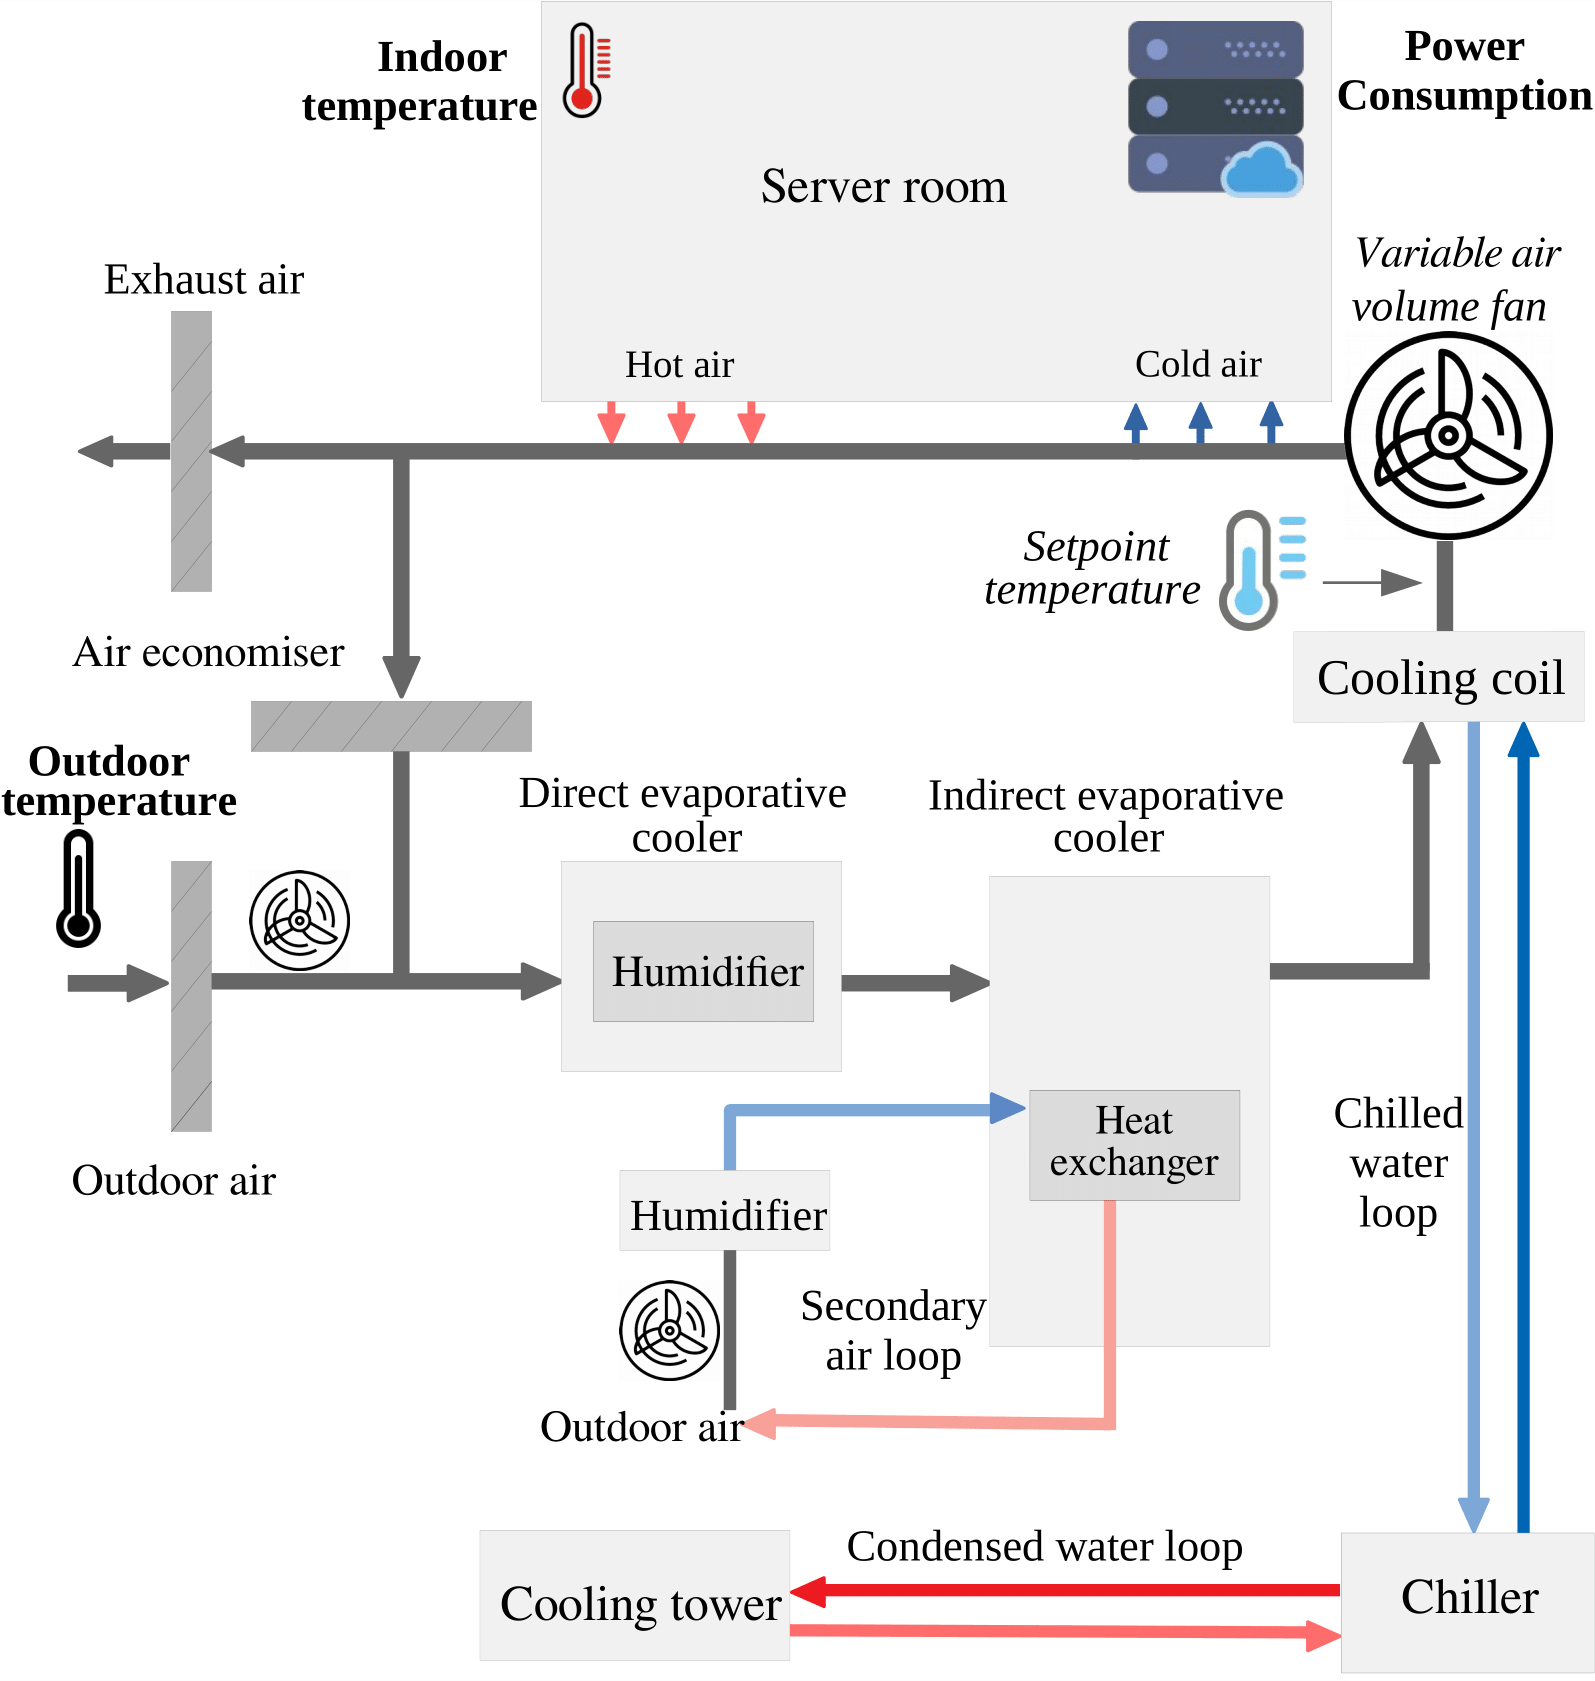 Indoor
temperature
Power
Consumption
Server room
Variable air
volume fan
Exhaust air
Hot air
Cold air
Setpoint
temperature
Air economiser
Cooling coil
Outdoor
temperature
Direct evaporative
cooler
Indirect evaporative
cooler
Humidifier
Heat
exchanger
Chilled
water
loop
Outdoor air
Humidifier
Secondary
air loop
Outdoor air
Condensed water loop
Cooling tower
Chiller